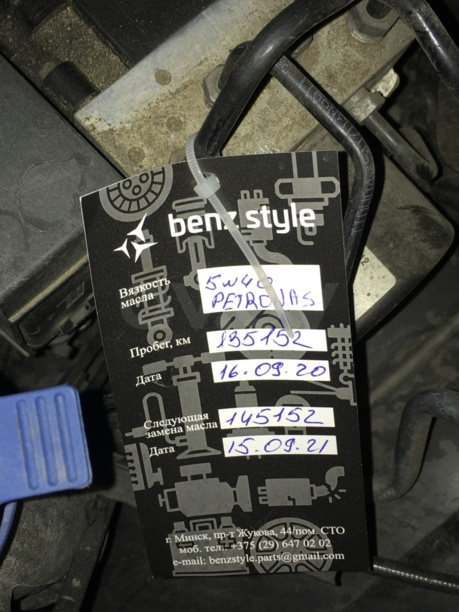 benz style
Вязкость
масла
5w40
PETRONAS
Пробег, км 135152
Дата 16.09.20
Следующая
замена масла 145152
Дата 15.09.21
г. Минск, пр-т Жукова, 44/пом. СТО
моб. тел.: +375 (29) 647 02 02
e-mail: benzstyle.parts@gmail.com